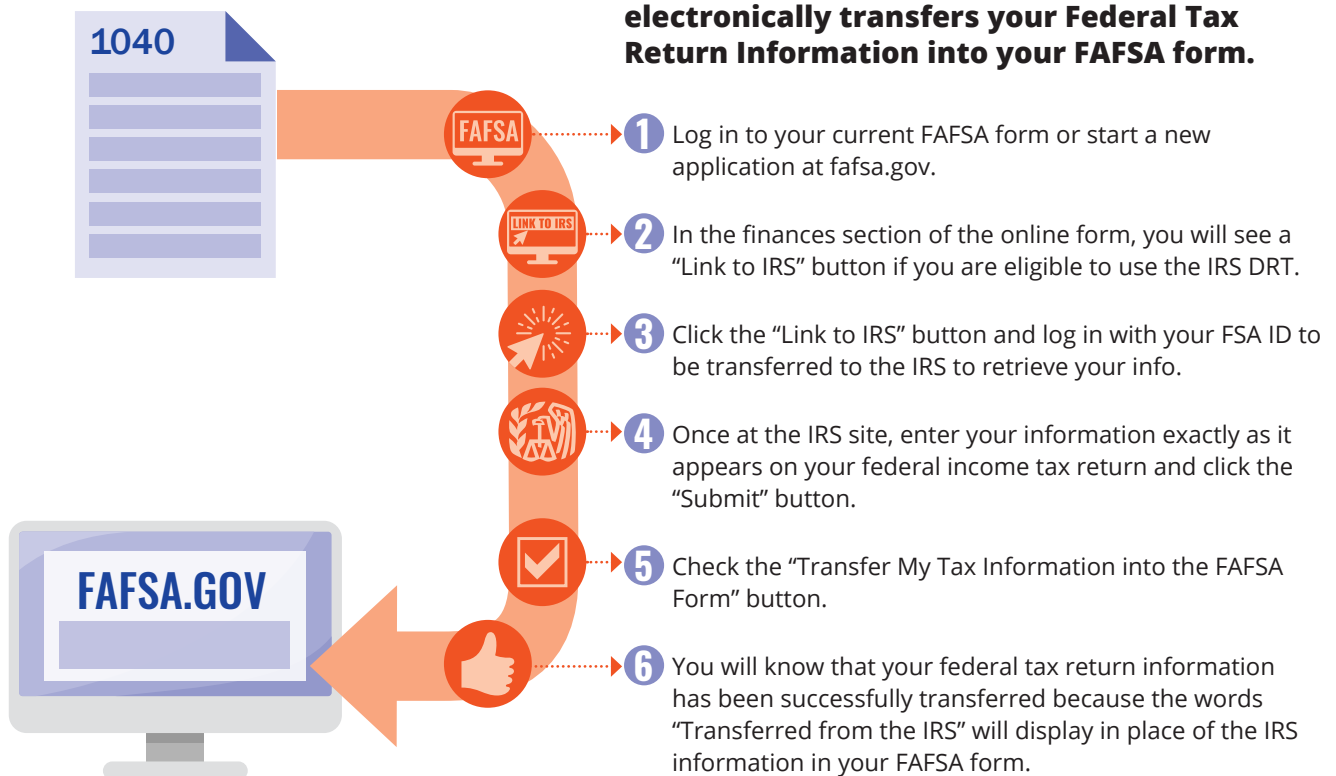 1040
electronically transfers your Federal Tax
Return Information into your FAFSA form.
FAFSA
1 Log in to your current FAFSA form or start a new
application at fafsa.gov.
LINK TO IRS
2 In the finances section of the online form, you will see a
“Link to IRS” button if you are eligible to use the IRS DRT.
3 Click the “Link to IRS” button and log in with your FSA ID to
be transferred to the IRS to retrieve your info.
4 Once at the IRS site, enter your information exactly as it
appears on your federal income tax return and click the
“Submit” button.
5 Check the “Transfer My Tax Information into the FAFSA
Form” button.
FAFSA.GOV
6 You will know that your federal tax return information
has been successfully transferred because the words
“Transferred from the IRS” will display in place of the IRS
information in your FAFSA form.